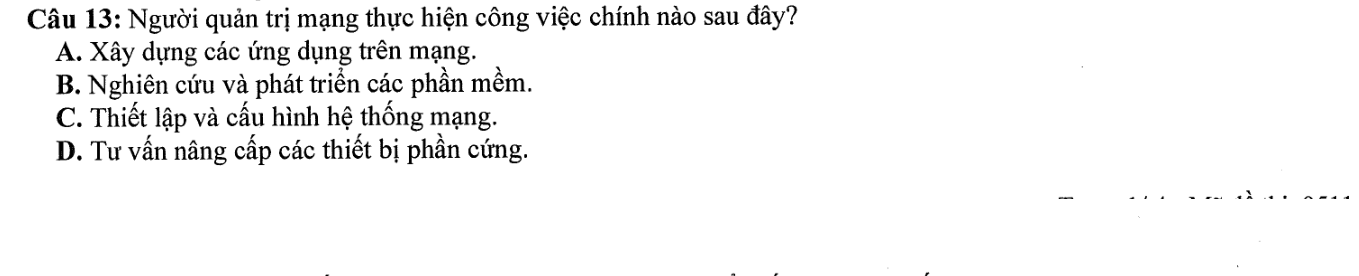 Câu 13: Người quản trị mạng thực hiện công việc chính nào sau đây?
A. Xây dựng các ứng dụng trên mạng.
B. Nghiên cứu và phát triển các phần mềm.
C. Thiết lập và cấu hình hệ thống mạng.
D. Tư vấn nâng cấp các thiết bị phần cứng.